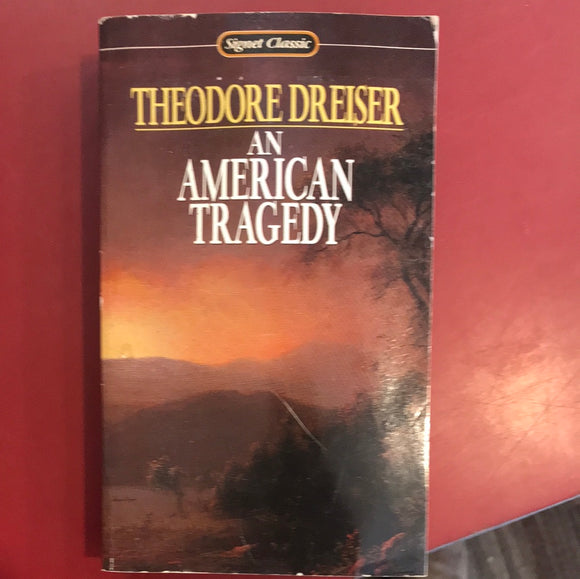 Signet Classic
THEODORE DREISER
AN
AMERICAN
TRAGEDY